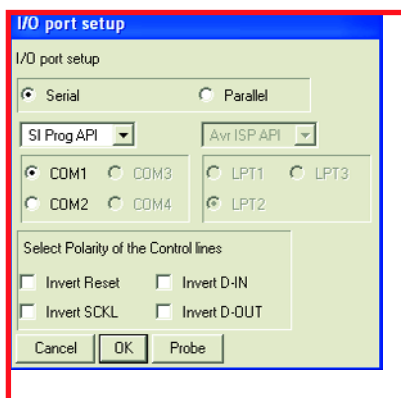 I/O port setup
I/O port setup
Serial Parallel
SI Prog API Avr ISP API
COM1 COM3 LPT1 LPT3
COM2 COM4 LPT2
Select Polarity of the Control lines
Invert Reset Invert D-IN
Invert SCKL Invert D-OUT
Cancel OK Probe